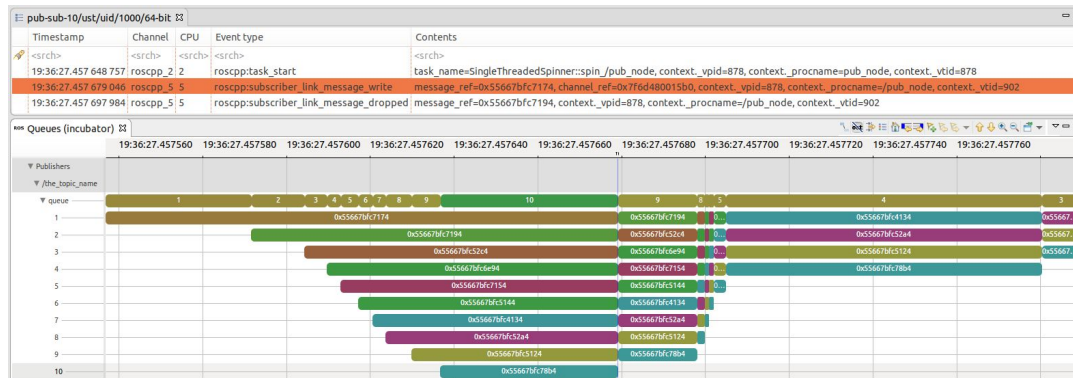 pub-sub-10/ust/uid/1000/64-bit
Timestamp Channel CPU Event type Contents
<srch> <srch> <srch> <srch> <srch>
19:36:27.457 648 757 roscpp_2 2 roscpp:task_start task_name=SingleThreadedSpinner::spin_/pub_node, context._vpid=878, context._procname=pub_node, context._vtid=878
19:36:27.457 679 046 roscpp_5 5 roscpp:subscriber_link_message_write message_ref=0x55667bfc7174, channel_ref=0x7f6d480015b0, context._vpid=878, context._procname=/pub_node, context._vtid=902
19:36:27.457 697 984 roscpp_5 5 roscpp:subscriber_link_message_dropped message_ref=0x55667bfc7194, context._vpid=878, context._procname=/pub_node, context._vtid=902
ROS Queues (incubator)
19:36:27.457560 19:36:27.457580 19:36:27.457600 19:36:27.457620 19:36:27.457640 19:36:27.457660 19:36:27.457680 19:36:27.457700 19:36:27.457720 19:36:27.457740 19:36:27.457760
Publishers
/the_topic_name
queue 1 2 3 4 5 6 7 8 9 10 9 8 5 4 3
1 0x55667bfc7174 0x55667bfc7194 0... 0x55667bfc4134 0x55667.
2 0x55667bfc7194 0x55667bfc52c4 0... 0x55667bfc52a4 0x55667.
3 0x55667bfc52c4 0x55667bfc6e94 0... 0x55667bfc5124 0x55667.
4 0x55667bfc6e94 0x55667bfc7154 0... 0x55667bfc78b4
5 0x55667bfc7154 0x55667bfc5144 0...
6 0x55667bfc5144 0x55667bfc4134
7 0x55667bfc4134 0x55667bfc52a4
8 0x55667bfc52a4 0x55667bfc5124
9 0x55667bfc5124 0x55667bfc78b4
10 0x55667bfc78b4